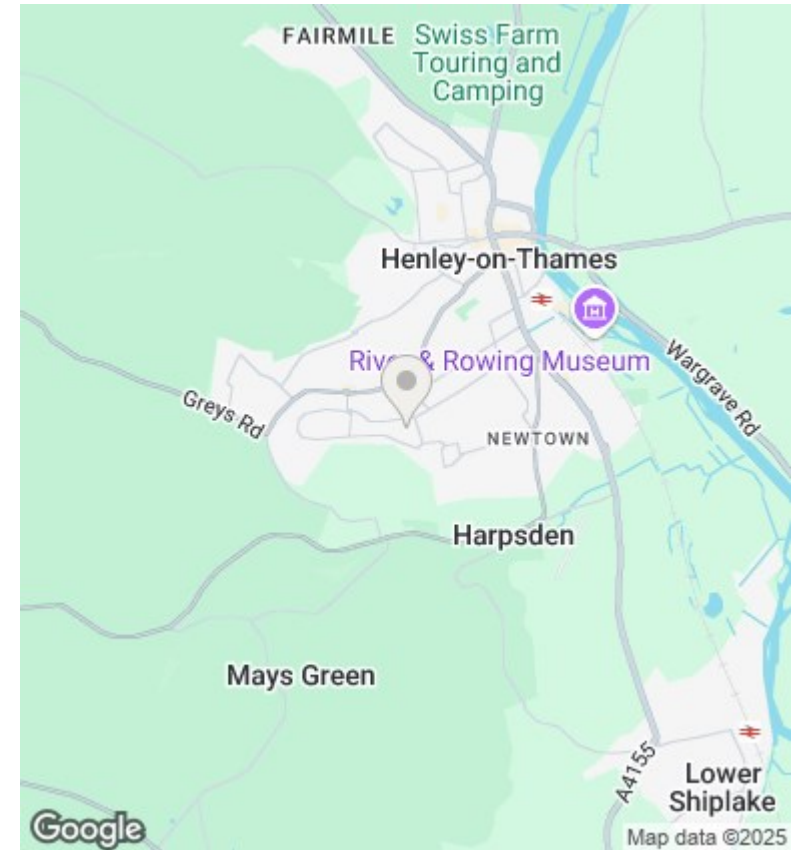 FAIRMILE
Swiss Farm
Touring and
Camping
Henley-on-Thames
River & Rowing Museum
Wargrave Rd
Greys Rd
NEWTOWN
Harpsden
Mays Green
A4155
Lower
Shiplake
Google
Map data ©2025